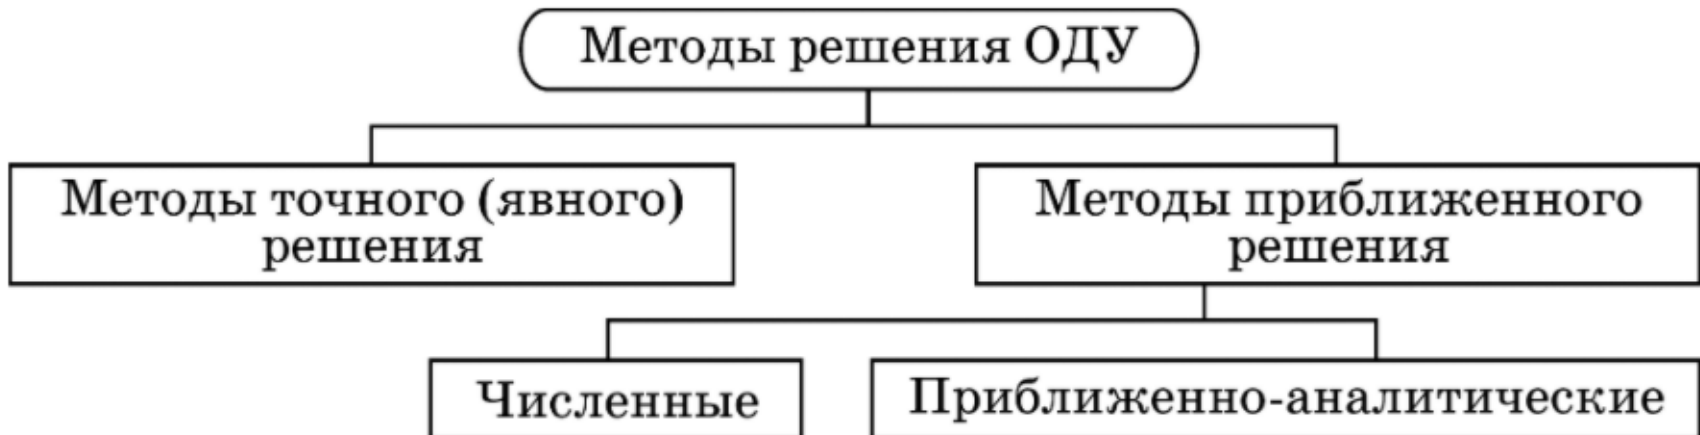 Методы решения ОДУ
Методы точного (явного)
решения
Методы приближенного
решения
Численные
Приближенно-аналитические